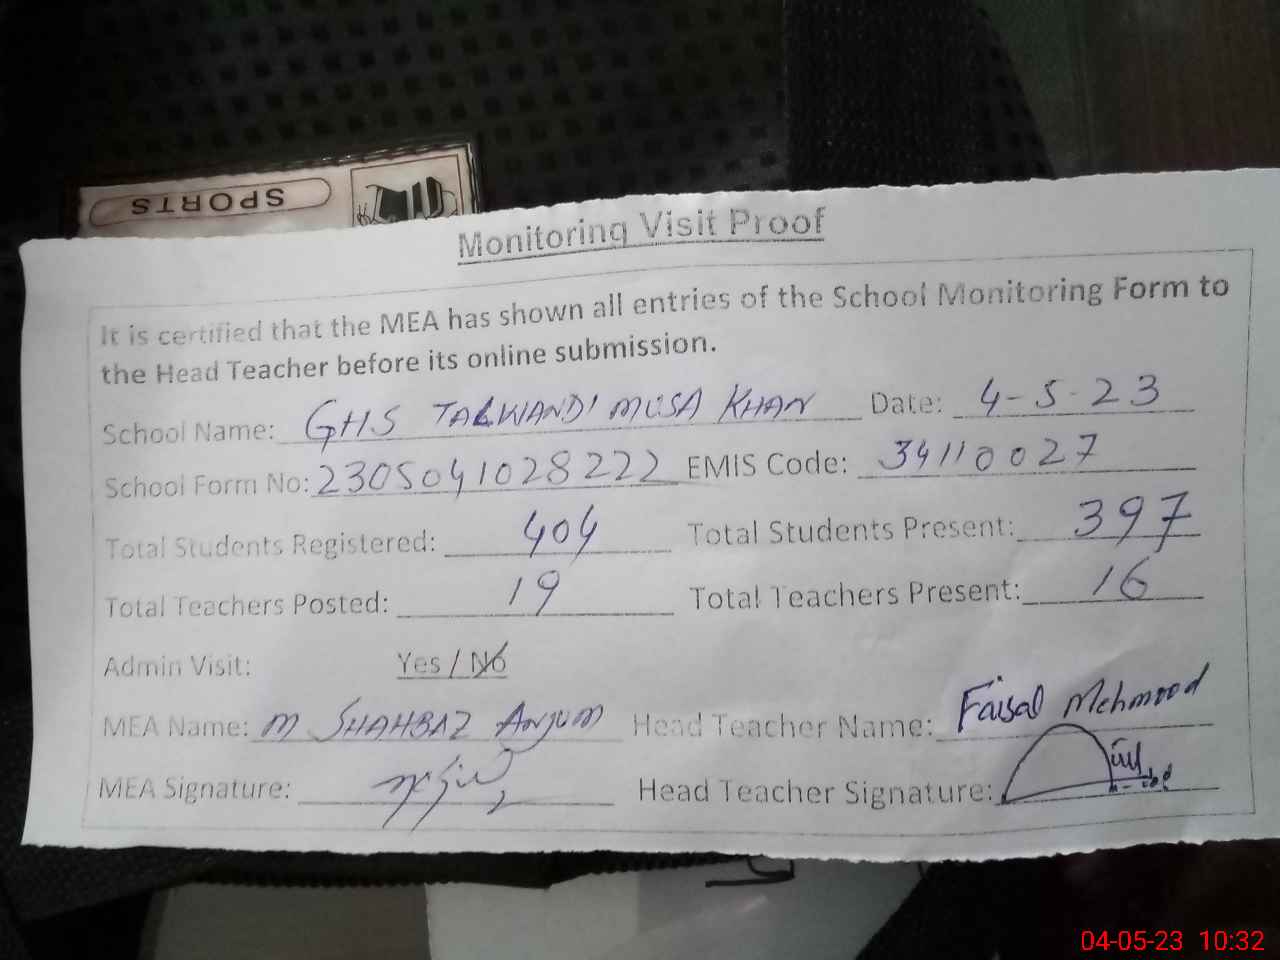 SPORTS
Monitoring Visit Proof
It is certified that the MEA has shown all entries of the School Monitoring Form to
the Head Teacher before its online submission.
School Name: GHS TALWANDI MUSA KHAN Date: 4-5-23
School Form No: 2305041028222 EMIS Code: 34110027
Total Students Registered: 404 Total Students Present: 397
Total Teachers Posted: 19 Total Teachers Present: 16
Admin Visit: Yes / No
MEA Name: M SHAHBAZ Anjum Head Teacher Name: Faisal Mehmood
MEA Signature: Head Teacher Signature:
04-05-23 10:32